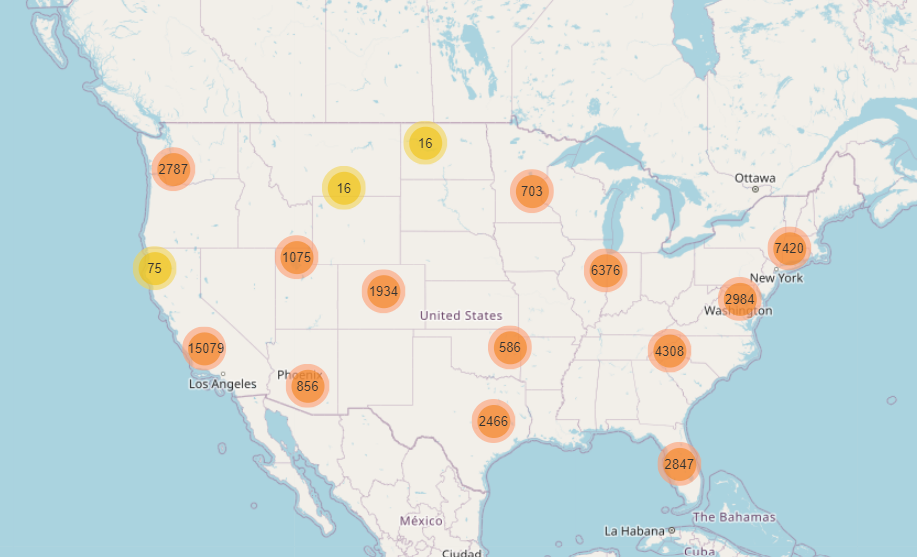 16
2787
Ottawa
16
703
7420
1075
75
6376
New York
1934
2984
Washington
United States
15079
586
4308
Phoenix
Los Angeles
856
2466
2847
The Bahamas
México
La Habana
Ciudad
Cuba